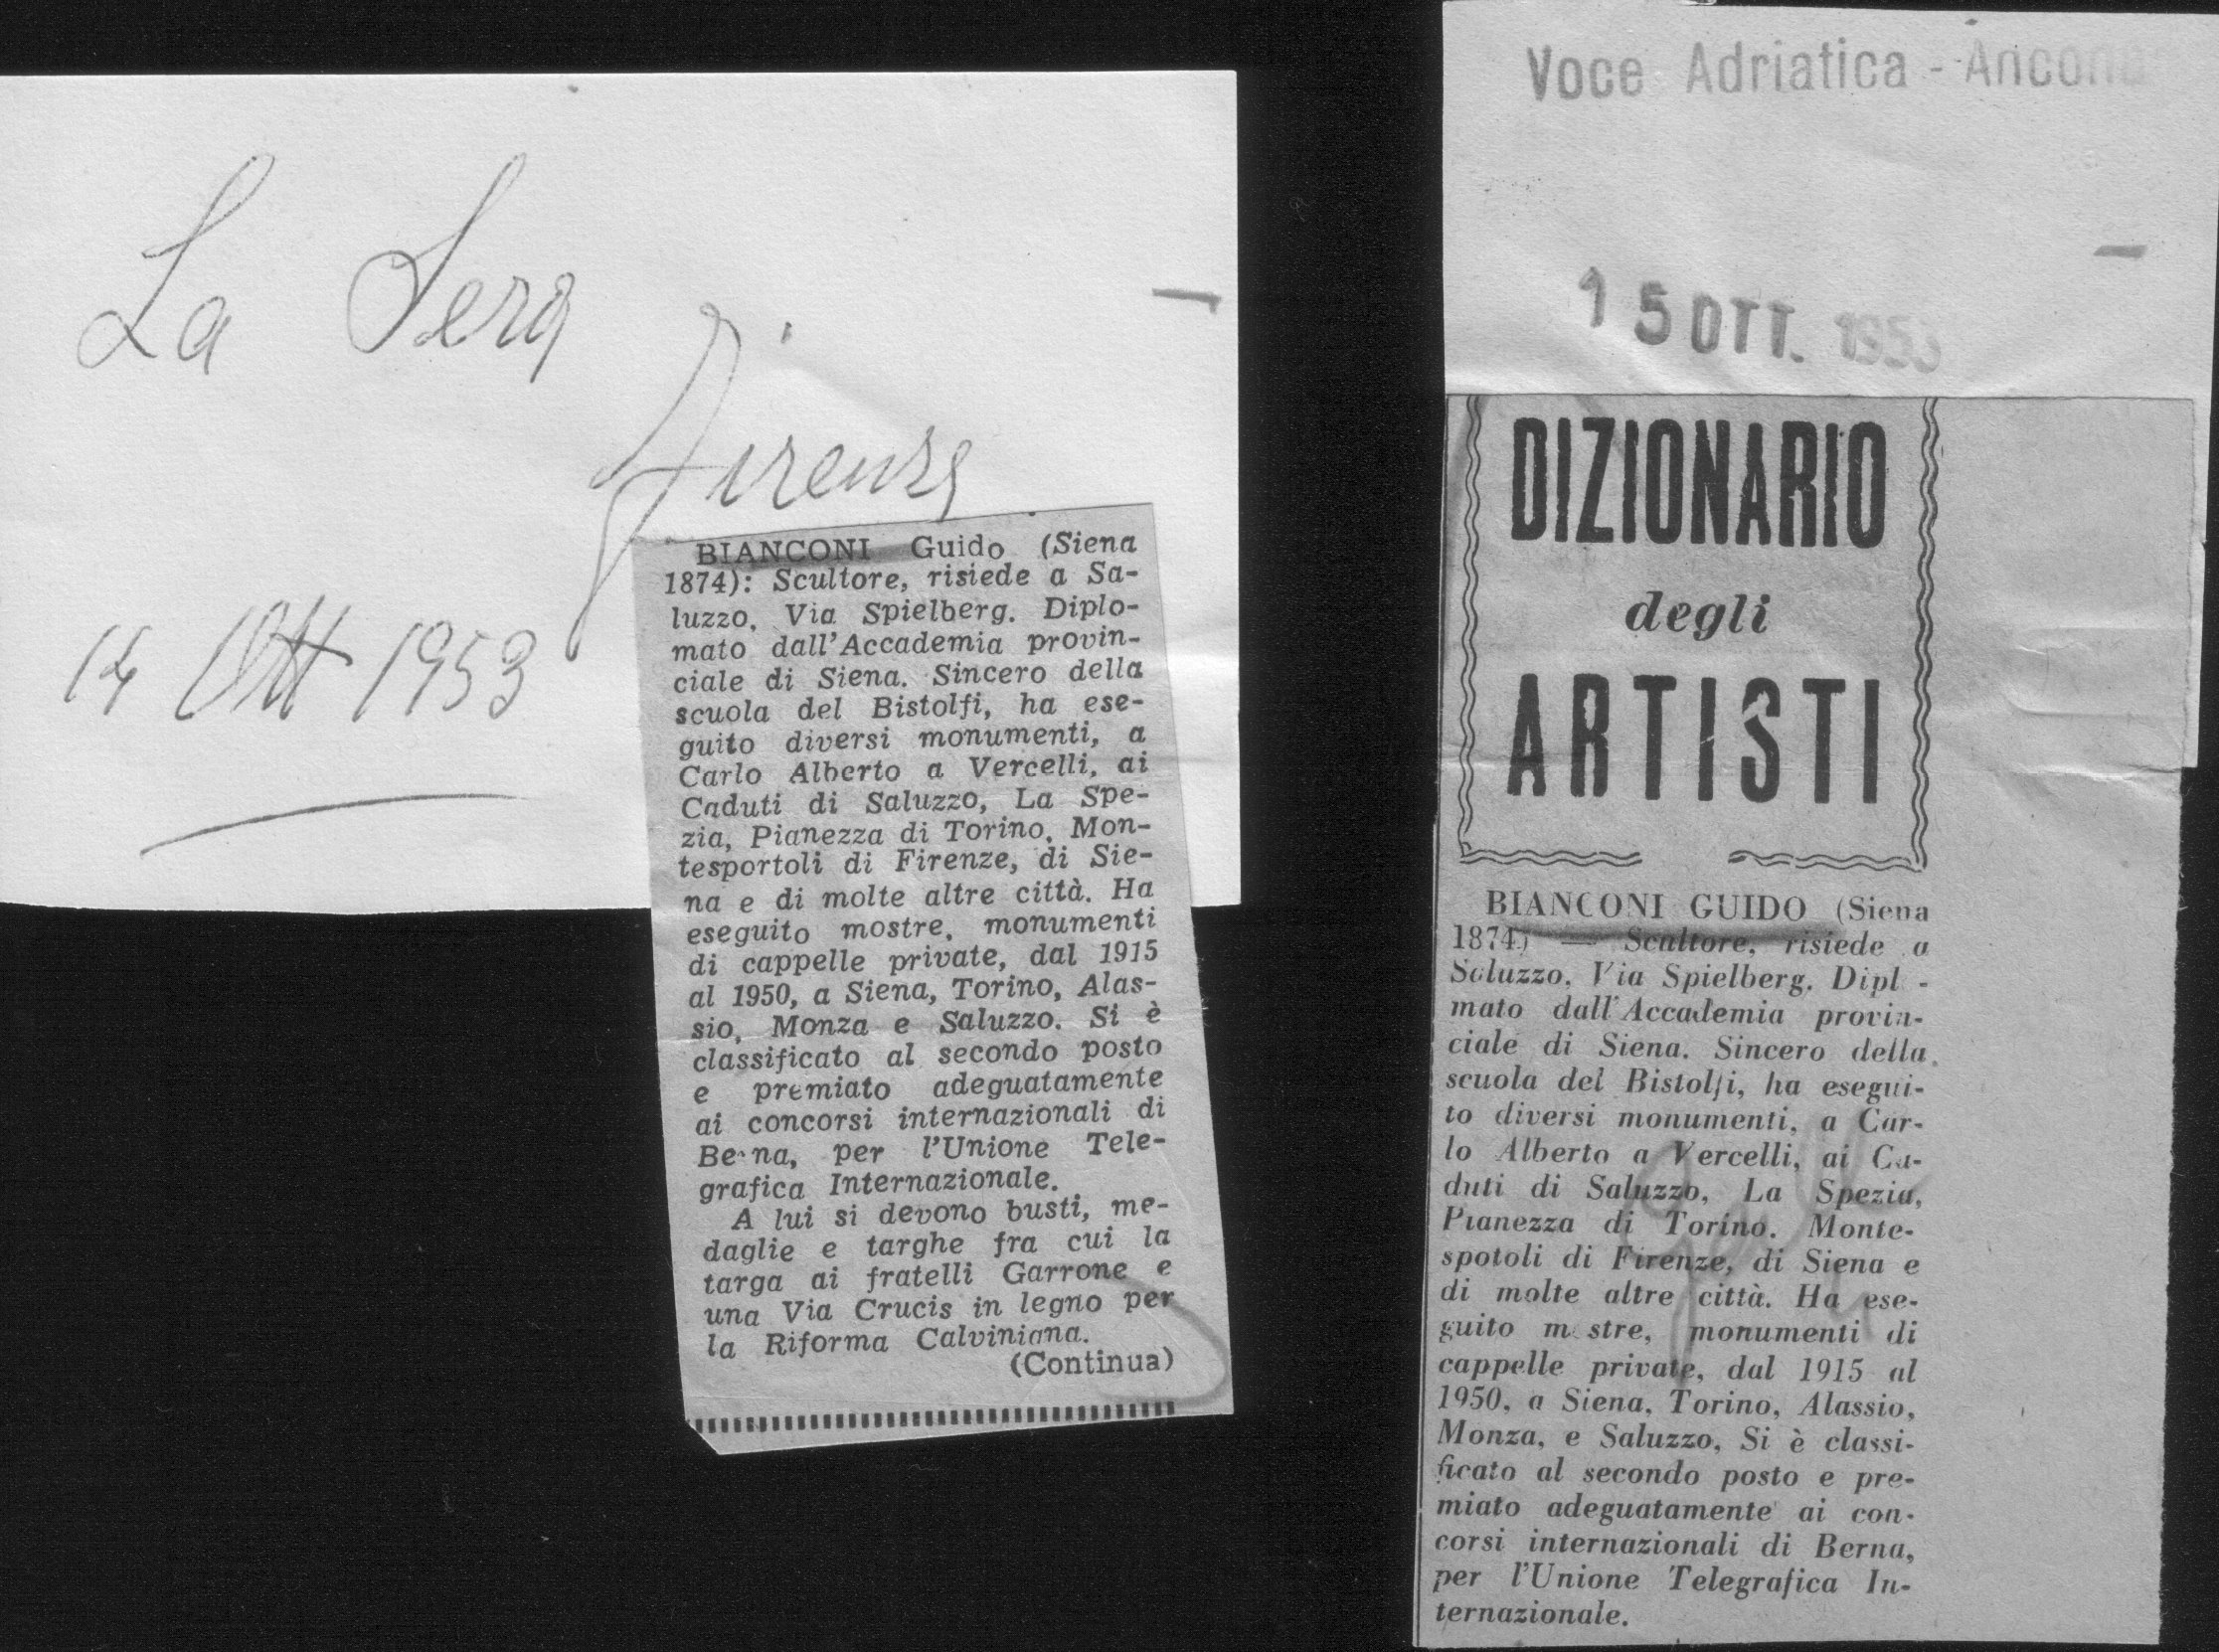 La Sera
Firenze
14 Ott 1953
BIANCONI Guido (Siena
1874): Scultore, risiede a Sa-
luzzo, Via Spielberg. Diplo-
mato dall'Accademia provin-
ciale di Siena. Sincero della
scuola del Bistolfi, ha ese-
guito diversi monumenti, a
Carlo Alberto a Vercelli, ai
Caduti di Saluzzo, La Spe-
zia, Pianezza di Torino, Mon-
tesportoli di Firenze, di Sie-
na e di molte altre città. Ha
eseguito mostre, monumenti
di cappelle private, dal 1915
al 1950, a Siena, Torino, Alas-
sio, Monza e Saluzzo. Si è
classificato al secondo posto
e premiato adeguatamente
ai concorsi internazionali di
Be na, per l'Unione Tele-
grafica Internazionale.
A lui si devono busti, me-
daglie e targhe fra cui la
targa ai fratelli Garrone e
una Via Crucis in legno per
la Riforma Calviniana.
(Continua)
Voce Adriatica - Ancona
15 OTT. 1953
DIZIONARIO
degli
ARTISTI
BIANCONI GUIDO (Siena
1874) — Scultore, risiede a
Saluzzo, Via Spielberg. Dipl -
mato dall'Accademia provin-
ciale di Siena. Sincero della
scuola del Bistolfi, ha esegui-
to diversi monumenti, a Car-
lo Alberto a Vercelli, ai Ca-
duti di Saluzzo, La Spezia,
Pianezza di Torino. Monte-
spotoli di Firenze, di Siena e
di molte altre città. Ha ese-
guito m stre, monumenti di
cappelle private, dal 1915 al
1950, a Siena, Torino, Alassio,
Monza, e Saluzzo, Si è classi-
ficato al secondo posto e pre-
miato adeguatamente ai con-
corsi internazionali di Berna,
per l'Unione Telegrafica In-
ternazionale.